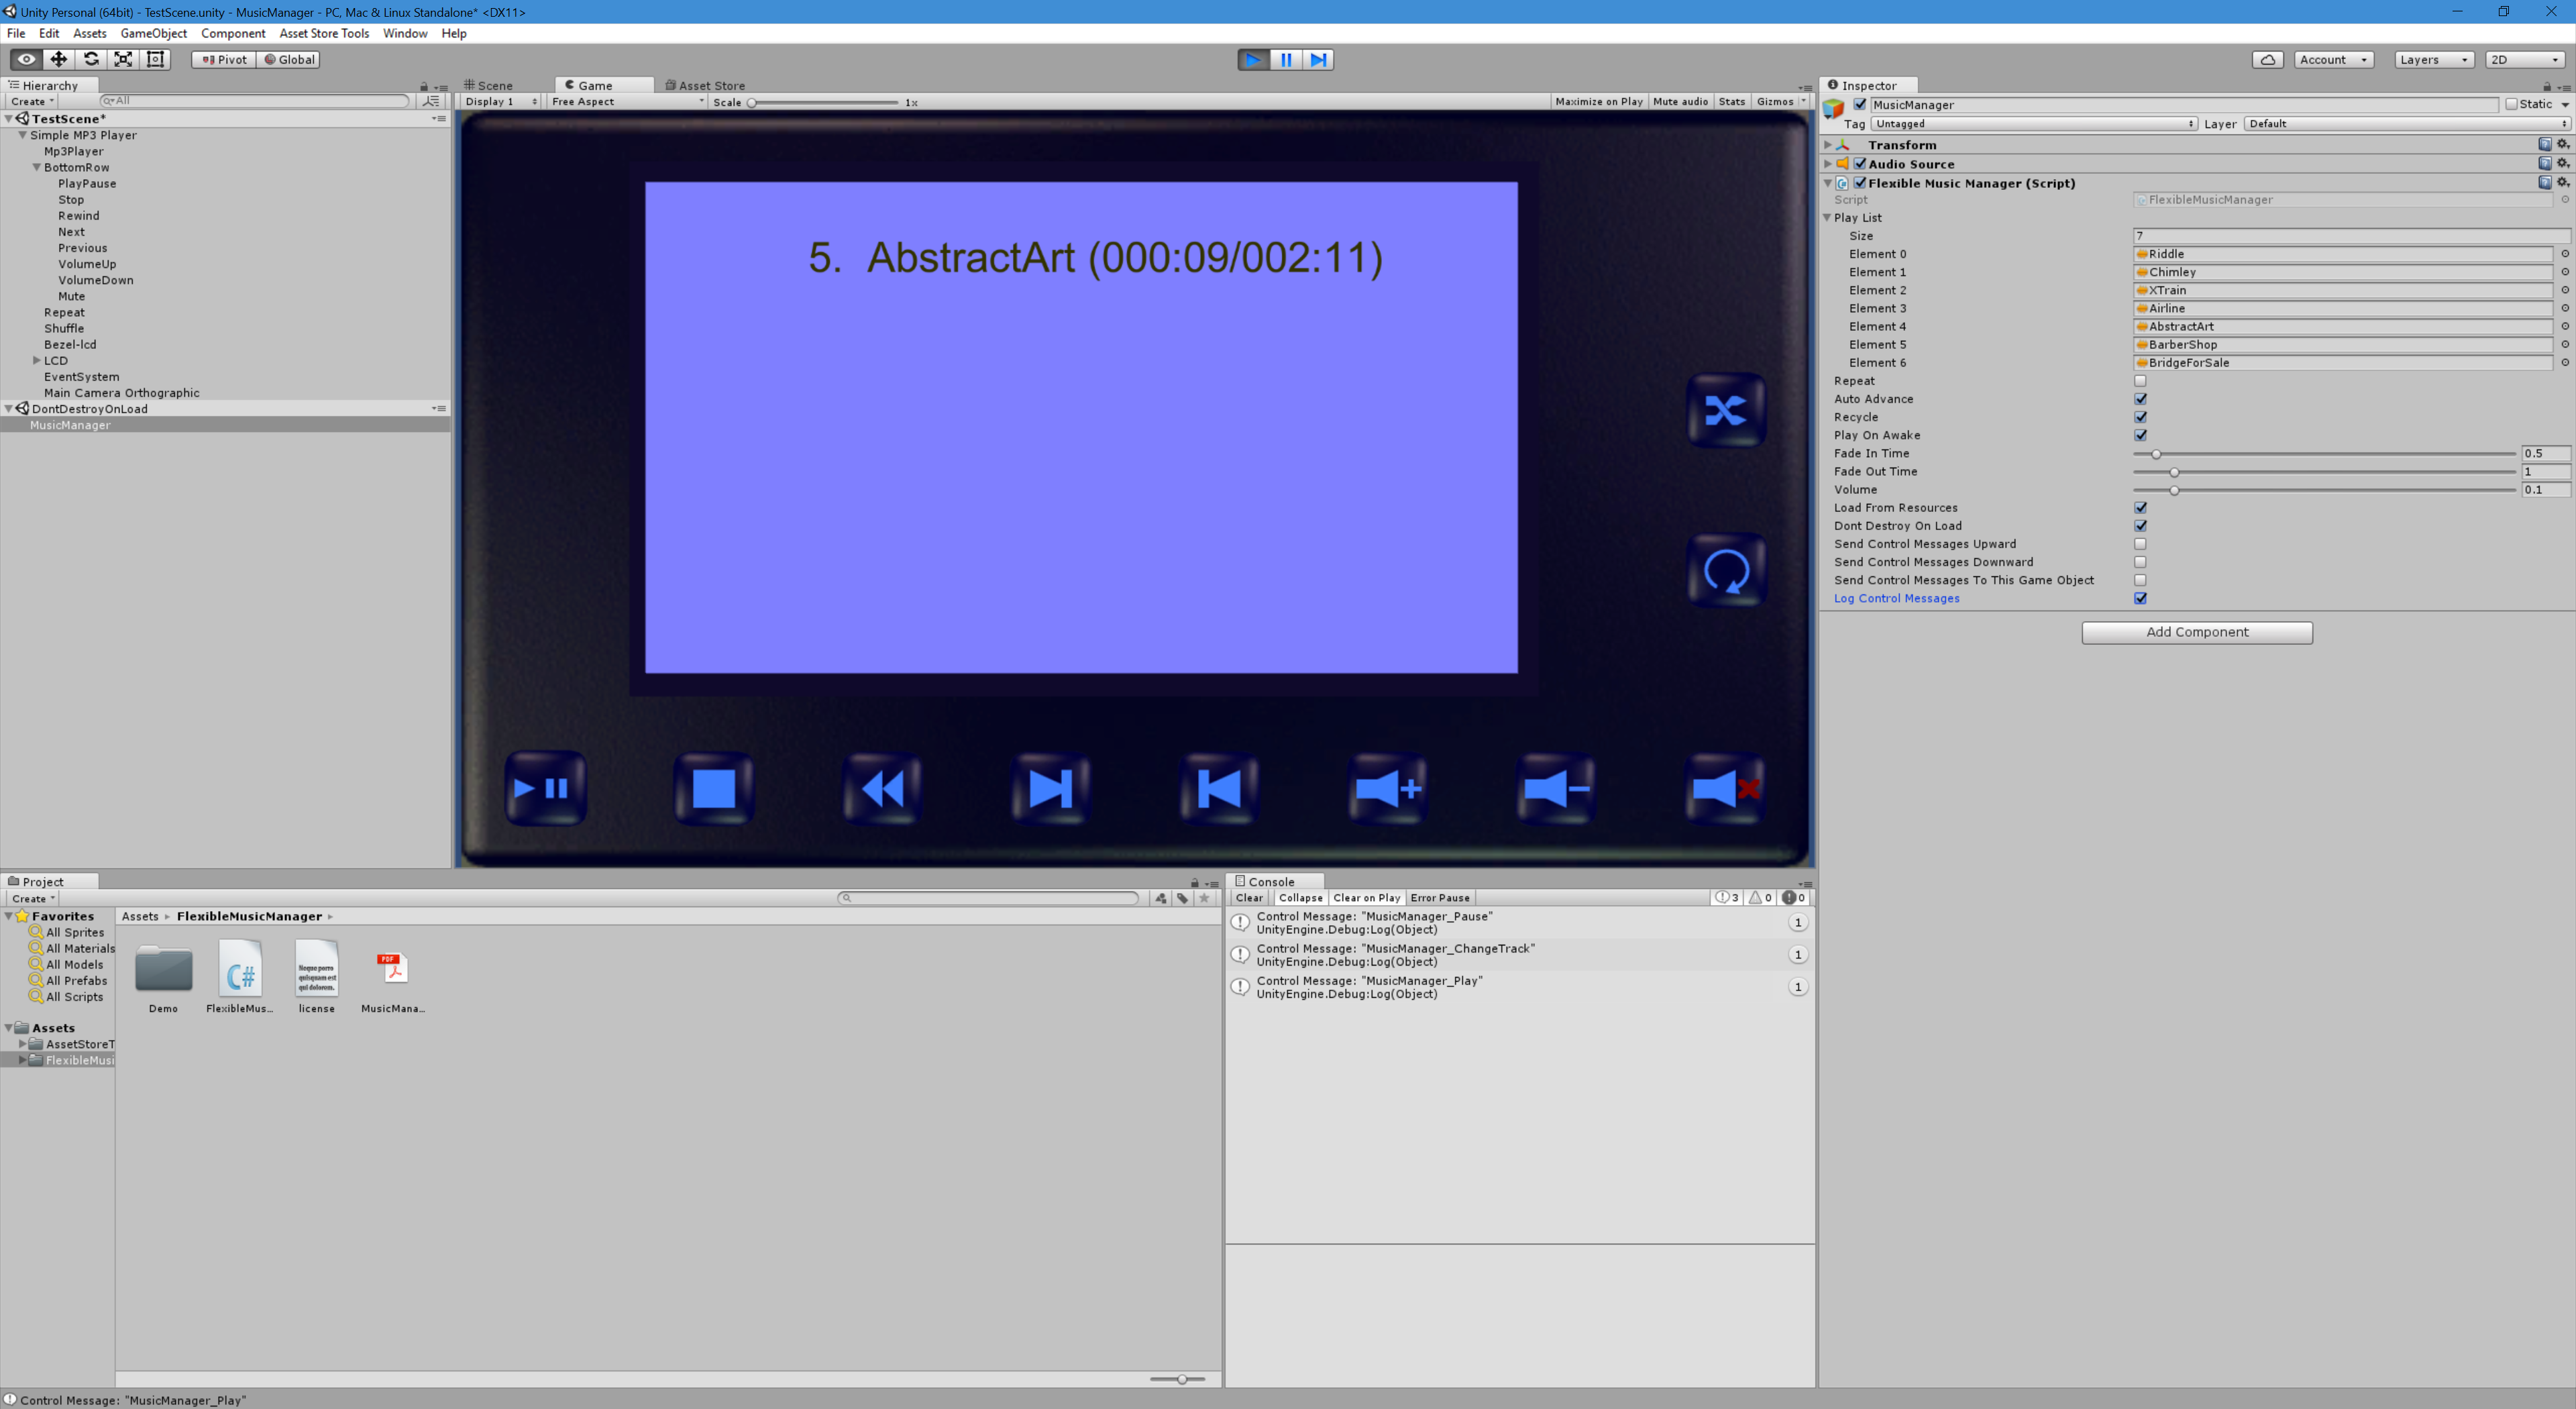 Unity Personal (64bit) - TestScene.unity - MusicManager - PC, Mac & Linux Standalone* <DX11>
File Edit Assets GameObject Component Asset Store Tools Window Help
Pivot Global Account Layers 2D
Hierarchy
Create All
TestScene*
Simple MP3 Player
Mp3Player
BottomRow
PlayPause
Stop
Rewind
Next
Previous
VolumeUp
VolumeDown
Mute
Repeat
Shuffle
Bezel-lcd
LCD
EventSystem
Main Camera Orthographic
DontDestroyOnLoad
MusicManager
Scene Game Asset Store
Display 1 Free Aspect Scale 1x Maximize on Play Mute audio Stats Gizmos
5. AbstractArt (000:09/002:11)
Inspector
MusicManager Static
Tag Untagged Layer Default
Transform
Audio Source
Flexible Music Manager (Script)
Script FlexibleMusicManager
Play List
Size 7
Element 0 Riddle
Element 1 Chimley
Element 2 XTrain
Element 3 Airline
Element 4 AbstractArt
Element 5 BarberShop
Element 6 BridgeForSale
Repeat
Auto Advance
Recycle
Play On Awake
Fade In Time 0.5
Fade Out Time 1
Volume 0.1
Load From Resources
Dont Destroy On Load
Send Control Messages Upward
Send Control Messages Downward
Send Control Messages To This Game Object
Log Control Messages
Add Component
Project
Create
Favorites
All Sprites
All Materials
All Models
All Prefabs
All Scripts
Assets
AssetStoreT
FlexibleMusi
Assets FlexibleMusicManager
C#
Neque porro
quisquam est
qui dolorem.
PDF
Demo FlexibleMus... license MusicMana...
Console
Clear Collapse Clear on Play Error Pause 3 0 0
Control Message: "MusicManager_Pause"
UnityEngine.Debug:Log(Object)
1
Control Message: "MusicManager_ChangeTrack"
UnityEngine.Debug:Log(Object)
1
Control Message: "MusicManager_Play"
UnityEngine.Debug:Log(Object)
1
Control Message: "MusicManager_Play"